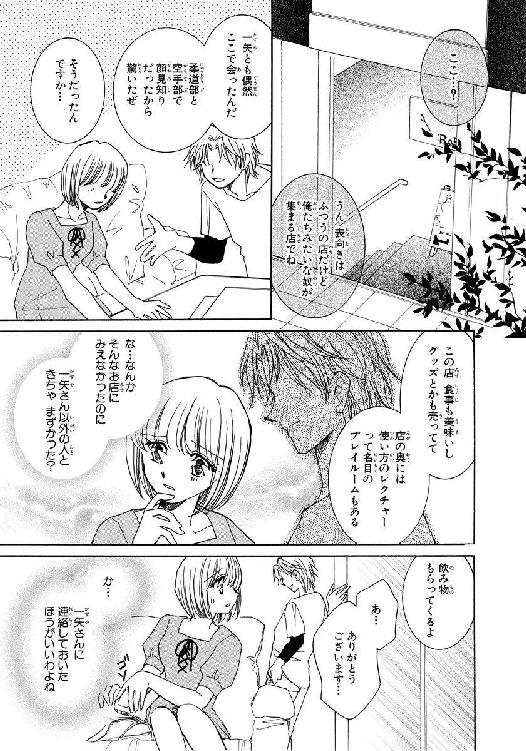 ここ…?
うん 表向きは
ふつうの店だけど
俺たちみたいな奴が
集まる店でね
一矢とも偶然
ここで会ったんだ
柔道部と
空手部で
顔見知り
だったから
驚いたぜ
そうだったん
ですか…
この店 食事も美味いし
グッズとかも売ってて
店の奥には
使い方のレクチャー
って名目の
プレイルームもある
な…なんか
そんなお店に
みえなかったのに
一矢さん以外の人と
きちゃ まずかった?
飲み物
もらってくるよ
あ…
ありがとう
ございます…
か…
一矢さんに
連絡しておいた
ほうがいいわよね